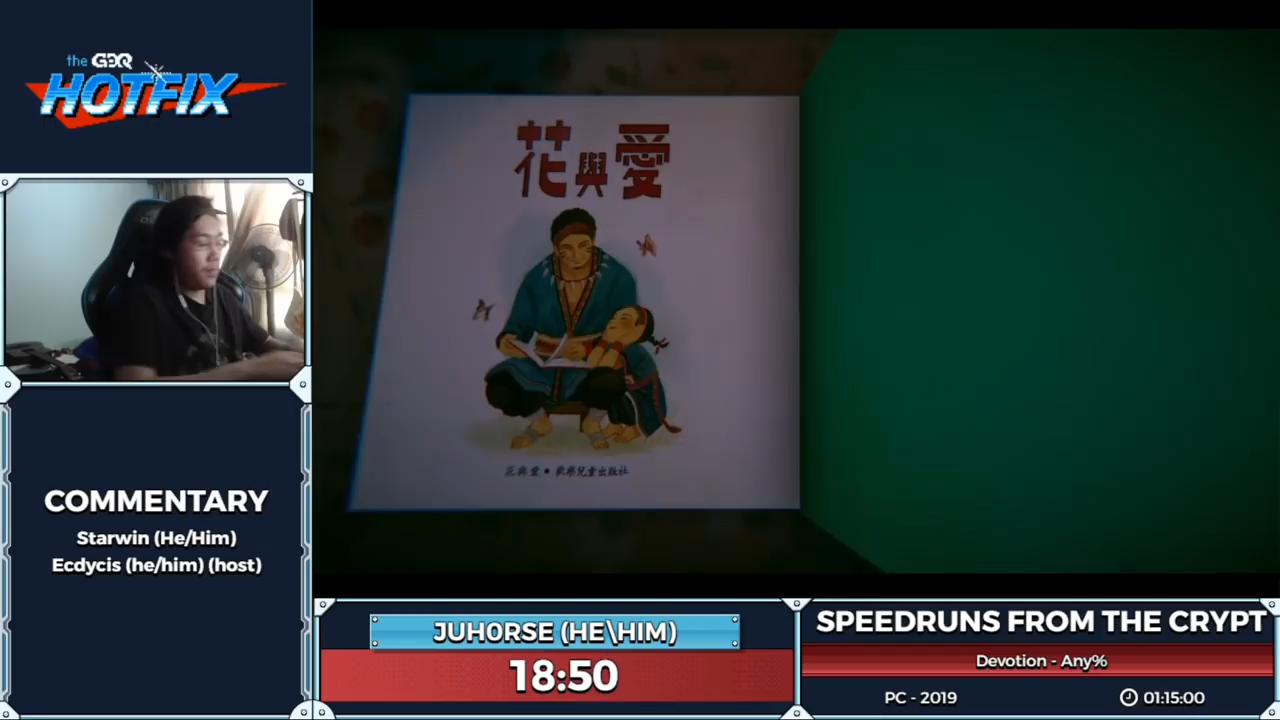 the GDQ
HOTFIX
花與愛
COMMENTARY
Starwin (He/Him)
Ecdycis (he/him) (host)
JUH0RSE (HE\HIM)
18:50
SPEEDRUNS FROM THE CRYPT
Devotion - Any%
PC - 2019
01:15:00